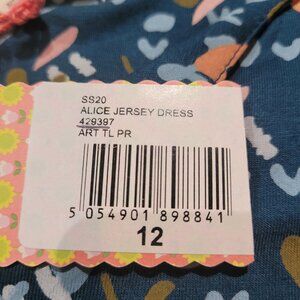 SS20
ALICE JERSEY DRESS
429397
ART TL PR
5 054901 898841
12